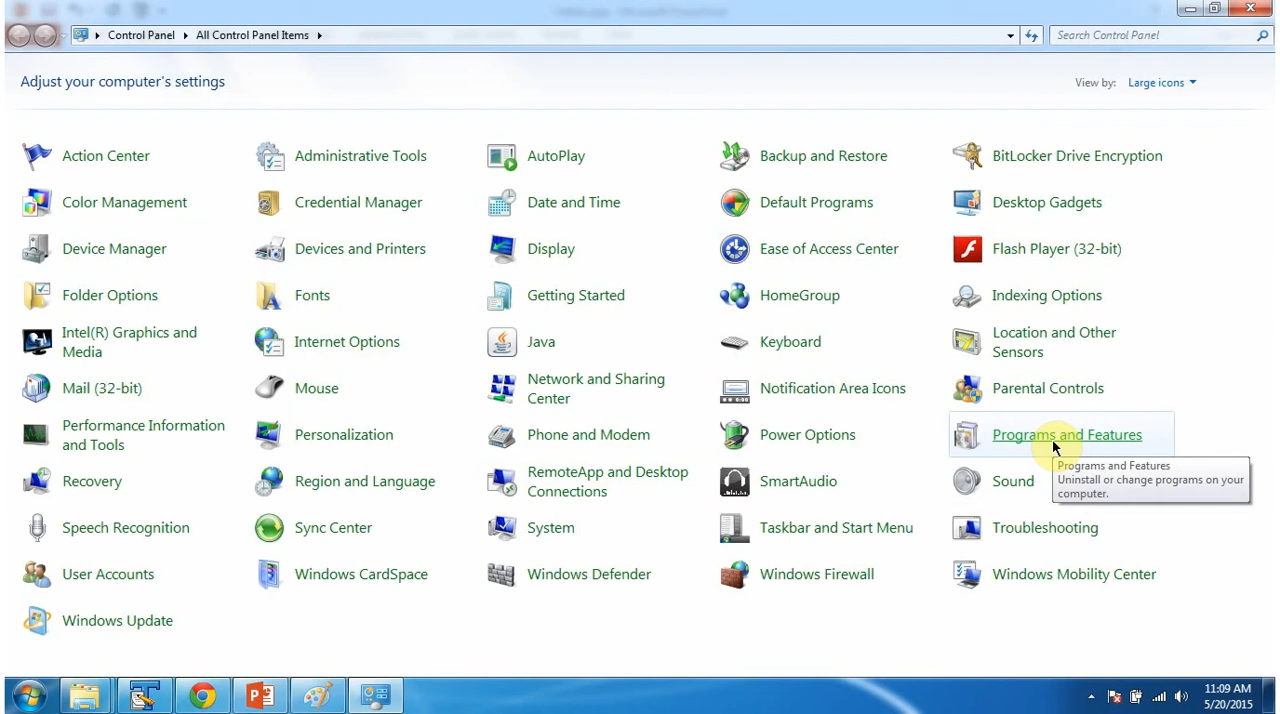 Control Panel
All Control Panel Items
Search Control Panel
Adjust your computer's settings
View by: Large icons
Action Center
Administrative Tools
AutoPlay
Backup and Restore
BitLocker Drive Encryption
Color Management
Credential Manager
Date and Time
Default Programs
Desktop Gadgets
Device Manager
Devices and Printers
Display
Ease of Access Center
Flash Player (32-bit)
Folder Options
Fonts
Getting Started
HomeGroup
Indexing Options
Intel(R) Graphics and
Media
Internet Options
Java
Keyboard
Location and Other
Sensors
Mail (32-bit)
Mouse
Network and Sharing
Center
Notification Area Icons
Parental Controls
Performance Information
and Tools
Personalization
Phone and Modem
Power Options
Programs and Features
Programs and Features
Uninstall or change programs on your
computer.
Recovery
Region and Language
RemoteApp and Desktop
Connections
SmartAudio
Sound
Speech Recognition
Sync Center
System
Taskbar and Start Menu
Troubleshooting
User Accounts
Windows CardSpace
Windows Defender
Windows Firewall
Windows Mobility Center
Windows Update
11:09 AM
5/20/2015